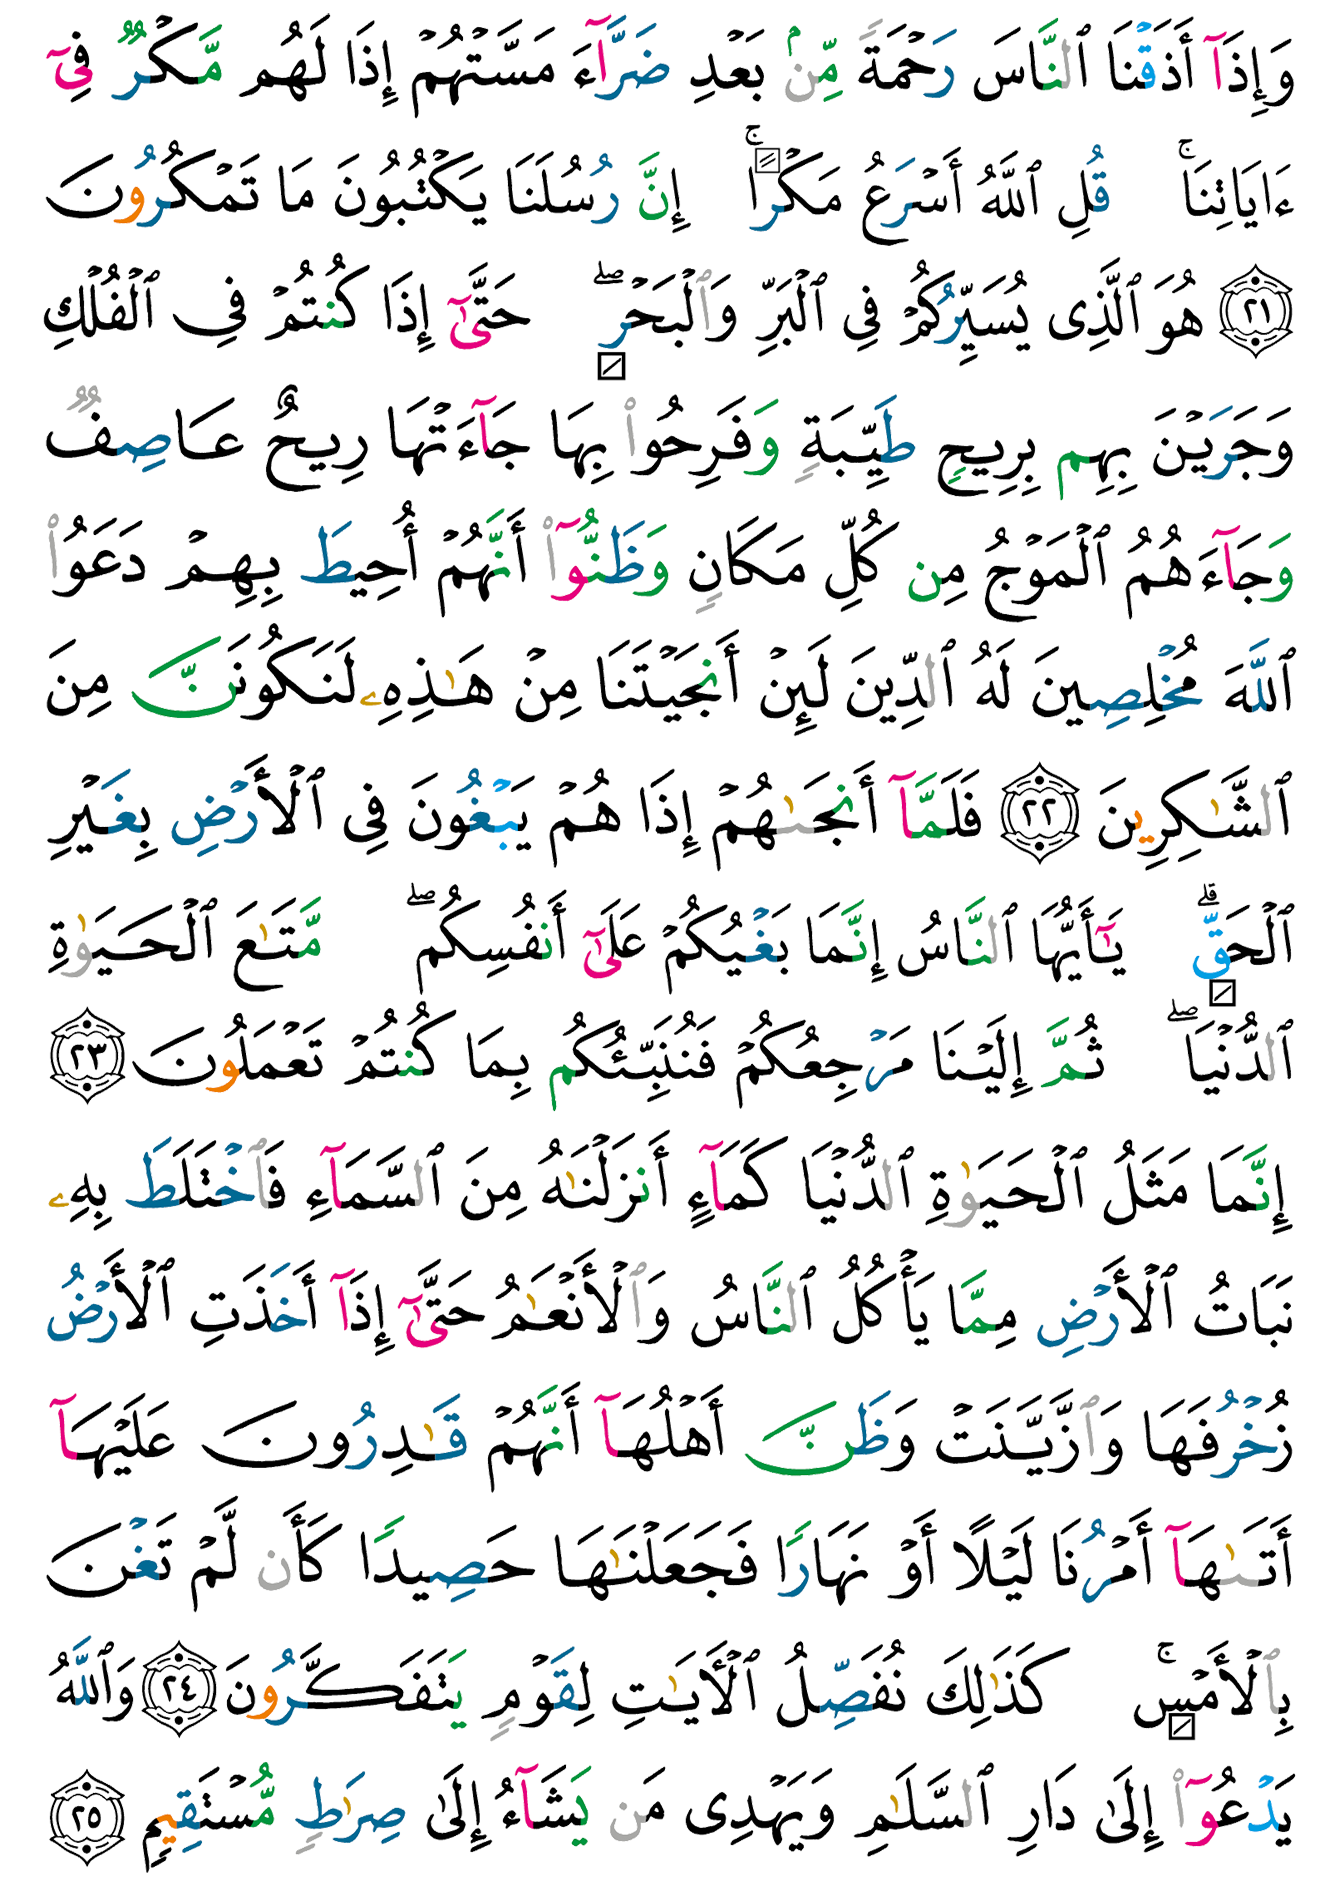 وَإِذَآ أَذَقۡنَا ٱلنَّاسَ رَحۡمَةً مِّنۢ بَعۡدِ ضَرَّآءَ مَسَّتۡهُمۡ إِذَا لَهُم مَّكۡرٌ فِىٓ
ءَايَاتِنَاۚ قُلِ ٱللَّهُ أَسۡرَعُ مَكۡرًاۚ إِنَّ رُسُلَنَا يَكۡتُبُونَ مَا تَمۡكُرُونَ
٢١ هُوَ ٱلَّذِى يُسَيِّرُكُمۡ فِى ٱلۡبَرِّ وَٱلۡبَحۡرِۖ حَتَّىٰٓ إِذَا كُنتُمۡ فِى ٱلۡفُلۡكِ
وَجَرَيۡنَ بِهِم بِرِيحٍ طَيِّبَةٍ وَفَرِحُوا۟ بِهَا جَآءَتۡهَا رِيحٌ عَاصِفٌ
وَجَآءَهُمُ ٱلۡمَوۡجُ مِن كُلِّ مَكَانٍ وَظَنُّوٓا۟ أَنَّهُمۡ أُحِيطَ بِهِمۡ دَعَوُا۟
ٱللَّهَ مُخۡلِصِينَ لَهُ ٱلدِّينَ لَئِنۡ أَنجَيۡتَنَا مِنۡ هَـٰذِهِۦ لَنَكُونَنَّ مِنَ
ٱلشَّـٰكِرِينَ ٢٢ فَلَمَّآ أَنجَىٰهُمۡ إِذَا هُمۡ يَبۡغُونَ فِى ٱلۡأَرۡضِ بِغَيۡرِ
ٱلۡحَقِّۗ يَـٰٓأَيُّهَا ٱلنَّاسُ إِنَّمَا بَغۡيُكُمۡ عَلَىٰٓ أَنفُسِكُمۖ مَّتَـٰعَ ٱلۡحَيَوٰةِ
ٱلدُّنۡيَاۖ ثُمَّ إِلَيۡنَا مَرۡجِعُكُمۡ فَنُنَبِّئُكُم بِمَا كُنتُمۡ تَعۡمَلُونَ ٢٣
إِنَّمَا مَثَلُ ٱلۡحَيَوٰةِ ٱلدُّنۡيَا كَمَآءٍ أَنزَلۡنَـٰهُ مِنَ ٱلسَّمَآءِ فَٱخۡتَلَطَ بِهِۦ
نَبَاتُ ٱلۡأَرۡضِ مِمَّا يَأۡكُلُ ٱلنَّاسُ وَٱلۡأَنۡعَـٰمُ حَتَّىٰٓ إِذَآ أَخَذَتِ ٱلۡأَرۡضُ
زُخۡرُفَهَا وَٱزَّيَّنَتۡ وَظَنَّ أَهۡلُهَآ أَنَّهُمۡ قَـٰدِرُونَ عَلَيۡهَآ
أَتَىٰهَآ أَمۡرُنَا لَيۡلًا أَوۡ نَهَارًا فَجَعَلۡنَـٰهَا حَصِيدًا كَأَن لَّمۡ تَغۡنَ
بِٱلۡأَمۡسِۚ كَذَٰلِكَ نُفَصِّلُ ٱلۡأَيَـٰتِ لِقَوۡمٍ يَتَفَكَّرُونَ ٢٤ وَٱللَّهُ
يَدۡعُوٓا۟ إِلَىٰ دَارِ ٱلسَّلَـٰمِ وَيَهۡدِى مَن يَشَآءُ إِلَىٰ صِرَٰطٍ مُّسۡتَقِيمٍ ٢٥